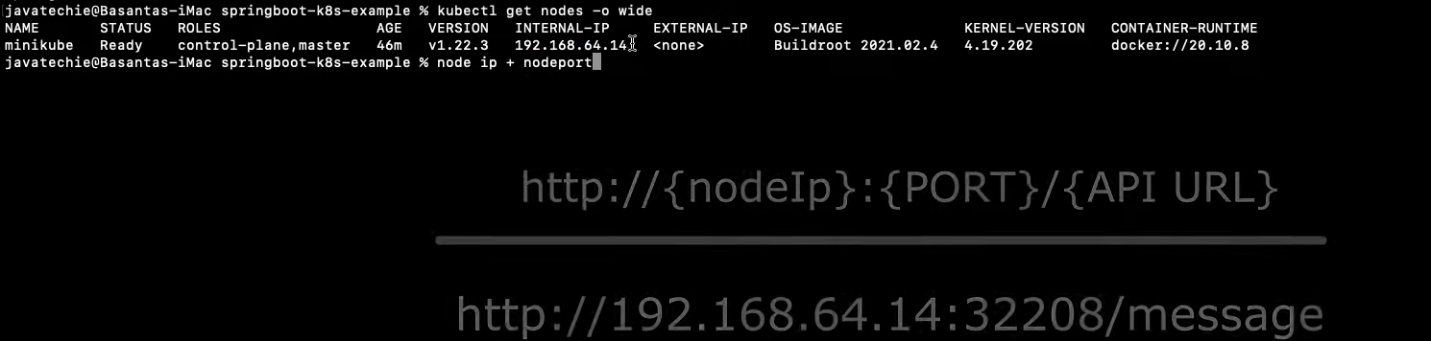 javatechie@Basantas-iMac springboot-k8s-example % kubectl get nodes -o wide
NAME STATUS ROLES AGE VERSION INTERNAL-IP EXTERNAL-IP OS-IMAGE KERNEL-VERSION CONTAINER-RUNTIME
minikube Ready control-plane,master 46m v1.22.3 192.168.64.14 <none> Buildroot 2021.02.4 4.19.202 docker://20.10.8
javatechie@Basantas-iMac springboot-k8s-example % node ip + nodeport
http://{nodeIp}:{PORT}/{API URL}
http://192.168.64.14:32208/message